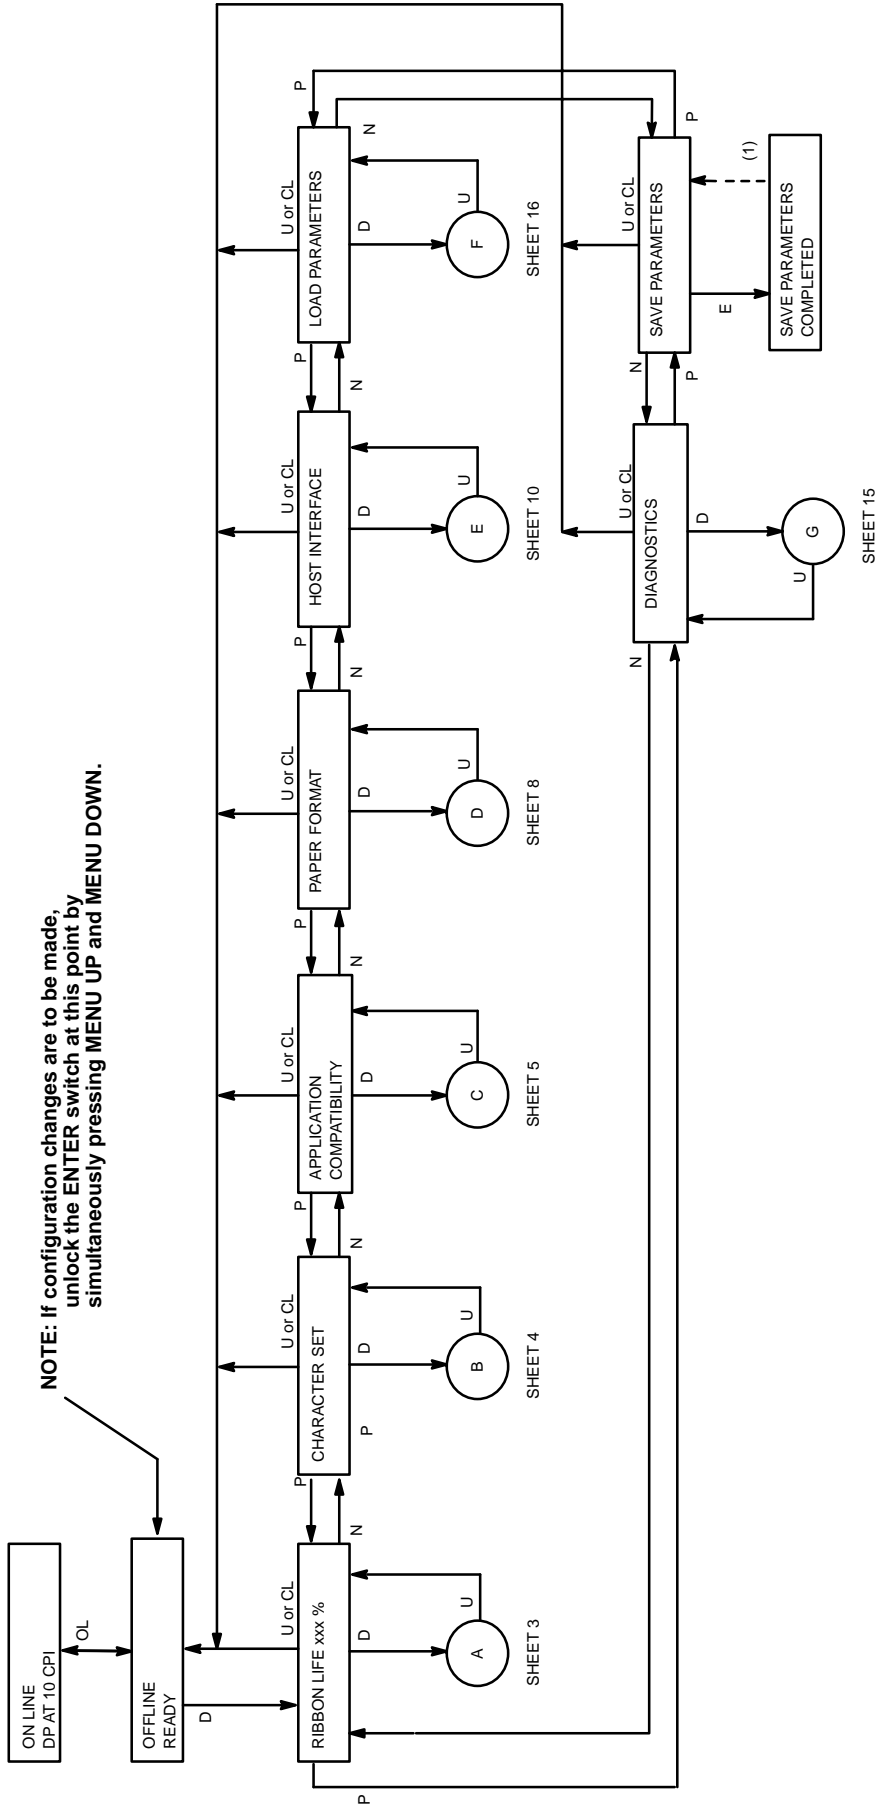 NOTE: If configuration changes are to be made,
unlock the ENTER switch at this point by
simultaneously pressing MENU UP and MENU DOWN.
ON LINE
DP AT 10 CPI
OL
OFFLINE
READY
D
U or CL
RIBBON LIFE xxx %
P
D
U
A
SHEET 3
N
P
U or CL
CHARACTER SET
P
D
U
B
SHEET 4
N
P
U or CL
APPLICATION
COMPATIBILITY
D
U
C
SHEET 5
N
P
U or CL
PAPER FORMAT
D
U
D
SHEET 8
N
P
U or CL
HOST INTERFACE
D
U
E
SHEET 10
N
P
U or CL
LOAD PARAMETERS
D
U
F
SHEET 16
N
P
N
U or CL
DIAGNOSTICS
D
U
G
SHEET 15
N
P
U or CL
SAVE PARAMETERS
P
E
(1)
SAVE PARAMETERS
COMPLETED